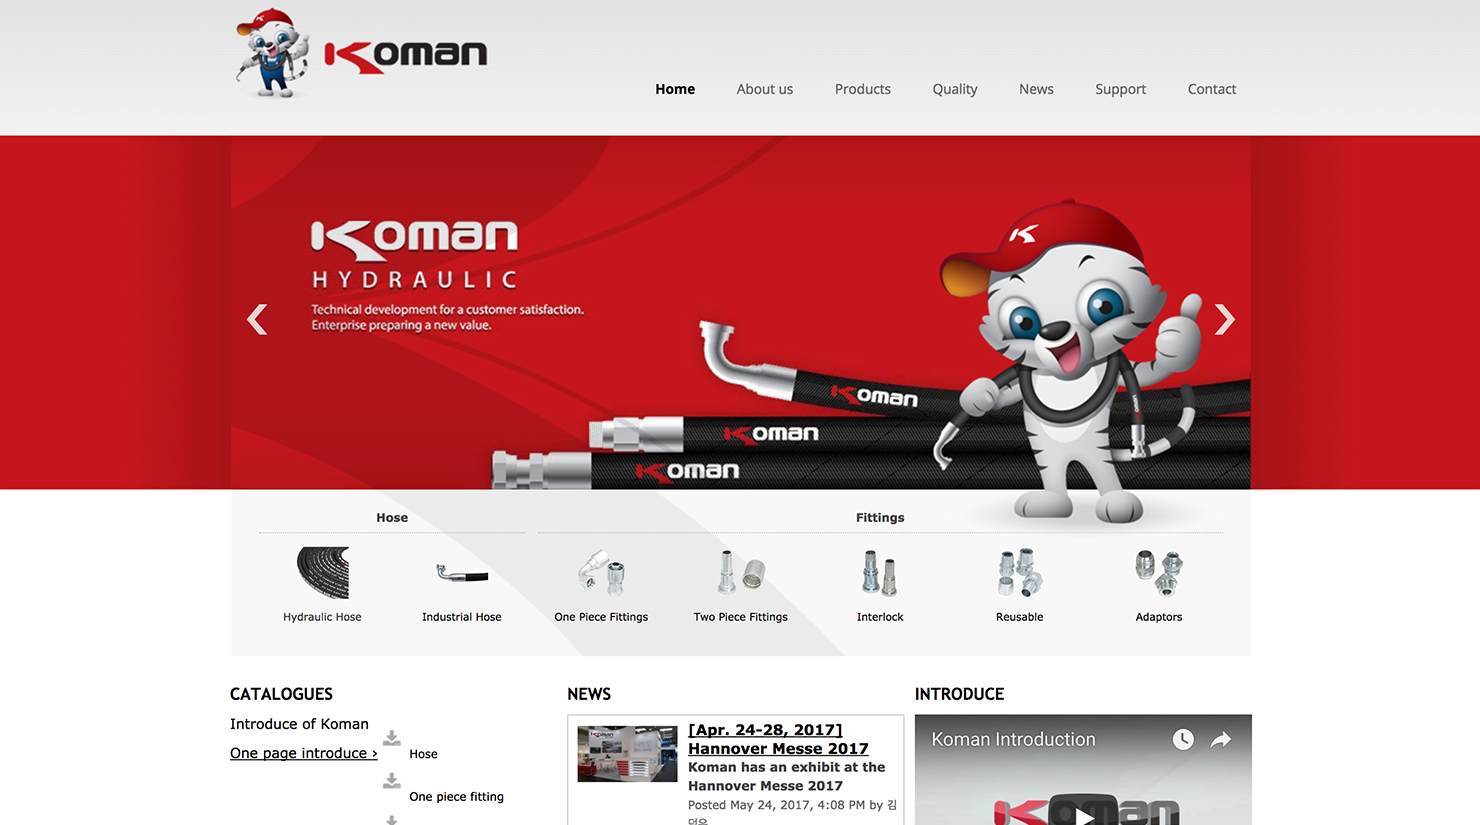 Koman
Home About us Products Quality News Support Contact
Koman
HYDRAULIC
Technical development for a customer satisfaction.
Enterprise preparing a new value.
Koman
Koman
Koman
Hose Fittings
Hydraulic Hose Industrial Hose One Piece Fittings Two Piece Fittings Interlock Reusable Adaptors
CATALOGUES
Introduce of Koman
One page introduce ›
Hose
One piece fitting
NEWS
[Apr. 24-28, 2017]
Hannover Messe 2017
Koman has an exhibit at the
Hannover Messe 2017
Posted May 24, 2017, 4:08 PM by 김
INTRODUCE
Koman Introduction
Koman